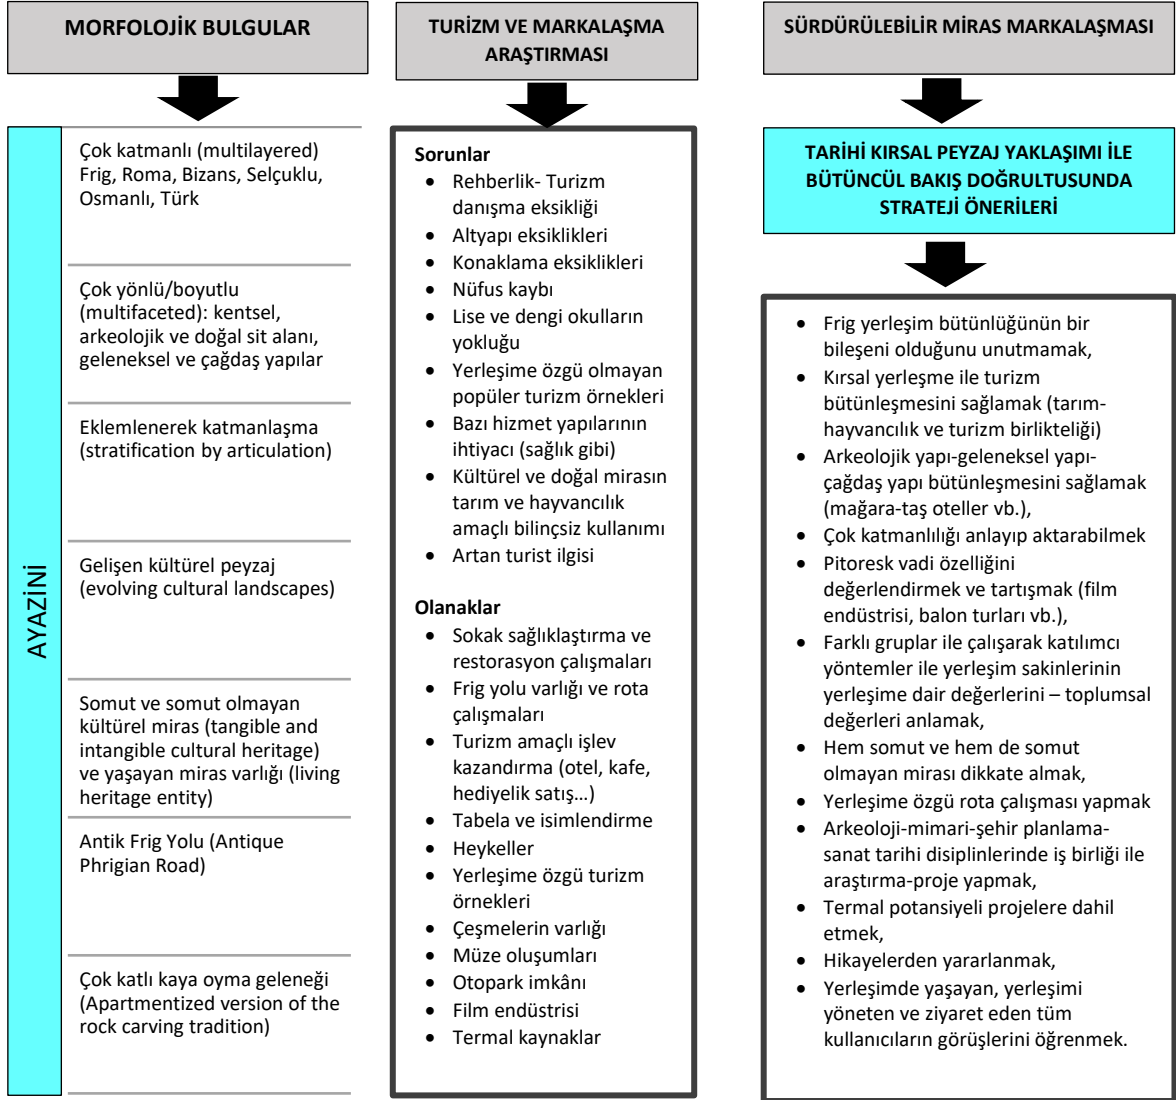 MORFOLOJİK BULGULAR
AYAZİNİ
Çok katmanlı (multilayered)
Frig, Roma, Bizans, Selçuklu,
Osmanlı, Türk
Çok yönlü/boyutlu
(multifaceted): kentsel,
arkeolojik ve doğal sit alanı,
geleneksel ve çağdaş yapılar
Eklemlenerek katmanlaşma
(stratification by articulation)
Gelişen kültürel peyzaj
(evolving cultural landscapes)
Somut ve somut olmayan
kültürel miras (tangible and
intangible cultural heritage)
ve yaşayan miras varlığı (living
heritage entity)
Antik Frig Yolu (Antique
Phrigian Road)
Çok katlı kaya oyma geleneği
(Apartmentized version of the
rock carving tradition)
TURİZM VE MARKALAŞMA
ARAŞTIRMASI
Sorunlar
• Rehberlik- Turizm
danışma eksikliği
• Altyapı eksiklikleri
• Konaklama eksiklikleri
• Nüfus kaybı
• Lise ve dengi okulların
yokluğu
• Yerleşime özgü olmayan
popüler turizm örnekleri
• Bazı hizmet yapılarının
ihtiyacı (sağlık gibi)
• Kültürel ve doğal mirasın
tarım ve hayvancılık
amaçlı bilinçsiz kullanımı
• Artan turist ilgisi
Olanaklar
• Sokak sağlıklaştırma ve
restorasyon çalışmaları
• Frig yolu varlığı ve rota
çalışmaları
• Turizm amaçlı işlev
kazandırma (otel, kafe,
hediyelik satış…)
• Tabela ve isimlendirme
• Heykeller
• Yerleşime özgü turizm
örnekleri
• Çeşmelerin varlığı
• Müze oluşumları
• Otopark imkânı
• Film endüstrisi
• Termal kaynaklar
SÜRDÜRÜLEBİLİR MİRAS MARKALAŞMASI
TARİHİ KIRSAL PEYZAJ YAKLAŞIMI İLE
BÜTÜNCÜL BAKIŞ DOĞRULTUSUNDA
STRATEJİ ÖNERİLERİ
• Frig yerleşim bütünlüğünün bir
bileşeni olduğunu unutmamak,
• Kırsal yerleşme ile turizm
bütünleşmesini sağlamak (tarım-
hayvancılık ve turizm birlikteliği)
• Arkeolojik yapı-geleneksel yapı-
çağdaş yapı bütünleşmesini sağlamak
(mağara-taş oteller vb.),
• Çok katmanlılığı anlayıp aktarabilmek
• Pitoresk vadi özelliğini
değerlendirmek ve tartışmak (film
endüstrisi, balon turları vb.),
• Farklı gruplar ile çalışarak katılımcı
yöntemler ile yerleşim sakinlerinin
yerleşime dair değerlerini – toplumsal
değerleri anlamak,
• Hem somut ve hem de somut
olmayan mirası dikkate almak,
• Yerleşime özgü rota çalışması yapmak
• Arkeoloji-mimari-şehir planlama-
sanat tarihi disiplinlerinde iş birliği ile
araştırma-proje yapmak,
• Termal potansiyeli projelere dahil
etmek,
• Hikayelerden yararlanmak,
• Yerleşimde yaşayan, yerleşimi
yöneten ve ziyaret eden tüm
kullanıcıların görüşlerini öğrenmek.